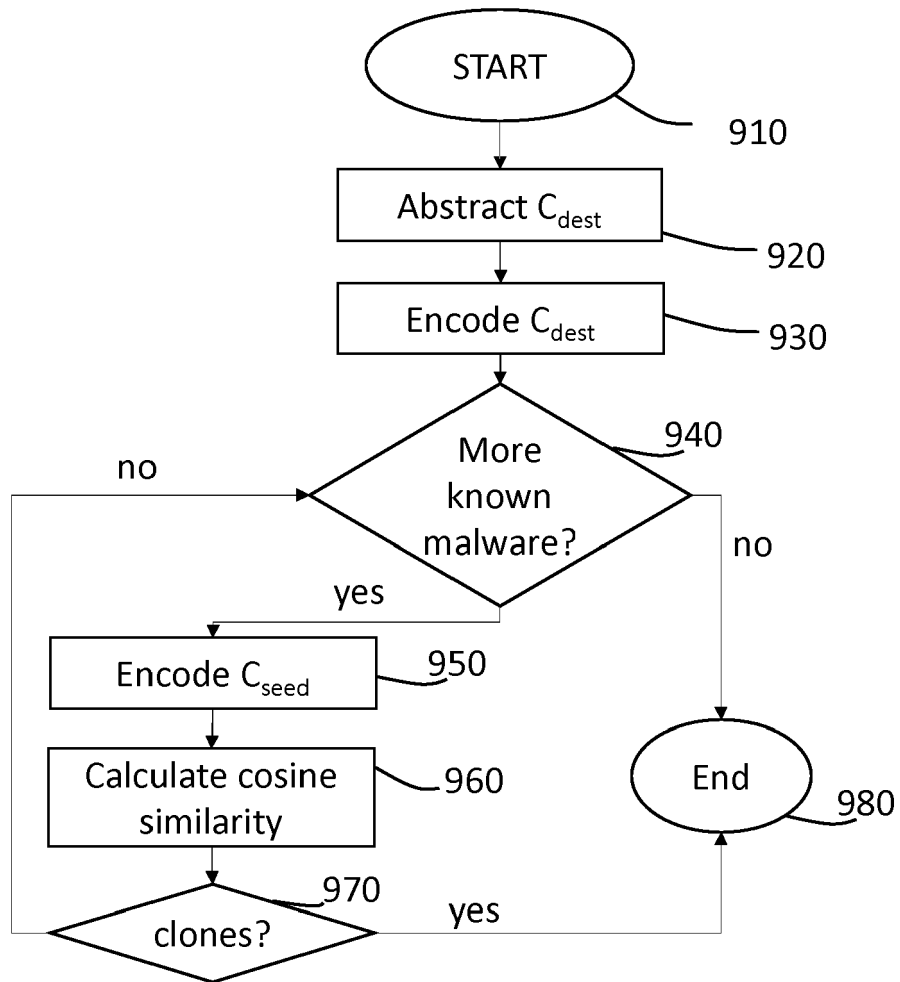 START
910
Abstract C_dest
920
Encode C_dest
930
More
known
malware?
940
no
no
yes
Encode C_seed
950
Calculate cosine
similarity
960
End
980
clones?
970
yes